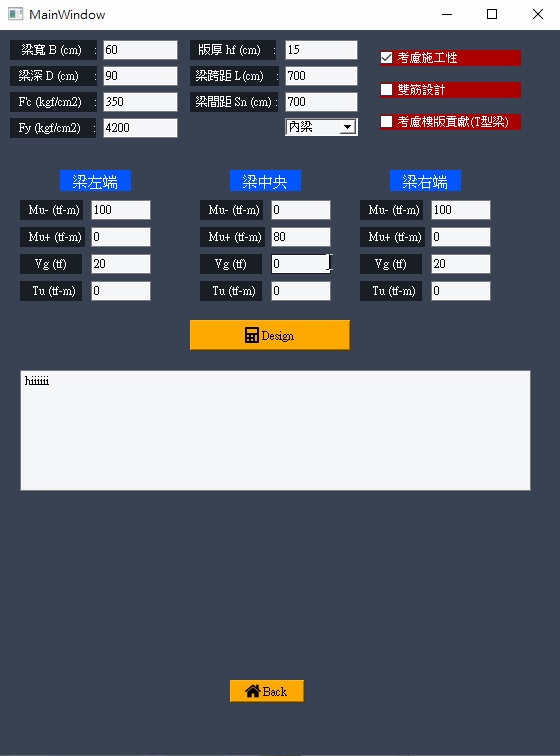 MainWindow
梁寬 B (cm) : 60 版厚 hf (cm) : 15 考慮施工性
梁深 D (cm) : 90 梁跨距 L(cm) : 700 雙筋設計
F'c (kgf/cm2) : 350 梁間距 Sn (cm) : 700 考慮樓版貢獻(T型梁)
Fy (kgf/cm2) : 4200 內梁
梁左端 梁中央 梁右端
Mu- (tf-m) 100 Mu- (tf-m) 0 Mu- (tf-m) 100
Mu+ (tf-m) 0 Mu+ (tf-m) 80 Mu+ (tf-m) 0
Vg (tf) 20 Vg (tf) 0 Vg (tf) 20
Tu (tf-m) 0 Tu (tf-m) 0 Tu (tf-m) 0
Design
hiiiiiii
Back